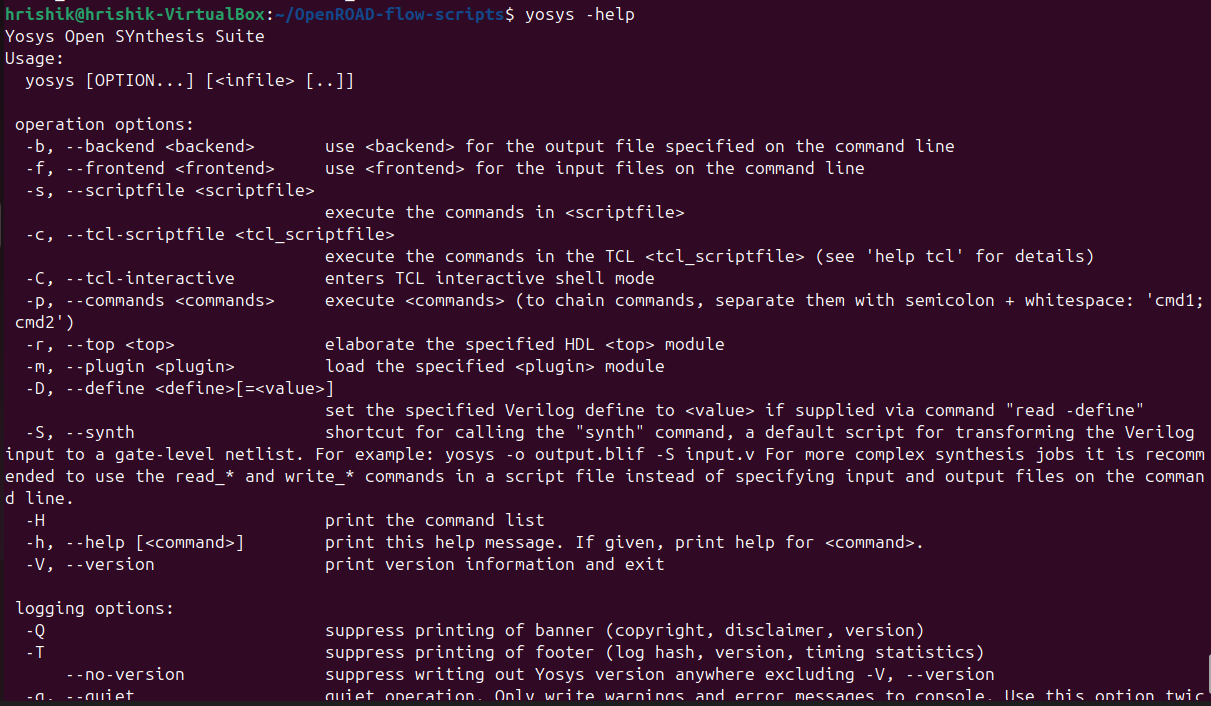 hrishik@hrishik-VirtualBox:~/OpenROAD-flow-scripts$ yosys -help
Yosys Open SYnthesis Suite
Usage:
  yosys [OPTION...] [<infile> [..]]

 operation options:
  -b, --backend <backend>       use <backend> for the output file specified on the command line
  -f, --frontend <frontend>     use <frontend> for the input files on the command line
  -s, --scriptfile <scriptfile>
                                execute the commands in <scriptfile>
  -c, --tcl-scriptfile <tcl_scriptfile>
                                execute the commands in the TCL <tcl_scriptfile> (see 'help tcl' for details)
  -C, --tcl-interactive         enters TCL interactive shell mode
  -p, --commands <commands>     execute <commands> (to chain commands, separate them with semicolon + whitespace: 'cmd1;
 cmd2')
  -r, --top <top>               elaborate the specified HDL <top> module
  -m, --plugin <plugin>         load the specified <plugin> module
  -D, --define <define>[=<value>]
                                set the specified Verilog define to <value> if supplied via command "read -define"
  -S, --synth                   shortcut for calling the "synth" command, a default script for transforming the Verilog
input to a gate-level netlist. For example: yosys -o output.blif -S input.v For more complex synthesis jobs it is recomm
ended to use the read_* and write_* commands in a script file instead of specifying input and output files on the comman
d line.
  -H                            print the command list
  -h, --help [<command>]        print this help message. If given, print help for <command>.
  -V, --version                 print version information and exit

 logging options:
  -Q                            suppress printing of banner (copyright, disclaimer, version)
  -T                            suppress printing of footer (log hash, version, timing statistics)
      --no-version              suppress writing out Yosys version anywhere excluding -V, --version
  -q, --quiet                   quiet operation. Only write warnings and error messages to console. Use this option twic